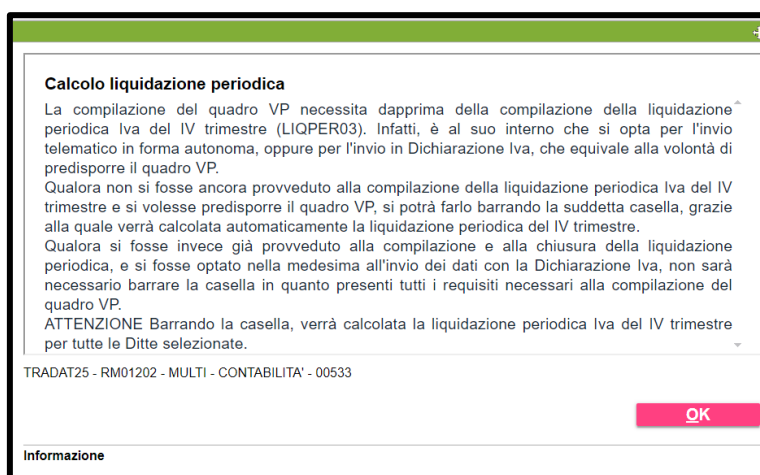 Calcolo liquidazione periodica
La compilazione del quadro VP necessita dapprima della compilazione della liquidazione
periodica Iva del IV trimestre (LIQPER03). Infatti, è al suo interno che si opta per l'invio
telematico in forma autonoma, oppure per l'invio in Dichiarazione Iva, che equivale alla volontà di
predisporre il quadro VP.
Qualora non si fosse ancora provveduto alla compilazione della liquidazione periodica Iva del IV
trimestre e si volesse predisporre il quadro VP, si potrà farlo barrando la suddetta casella, grazie
alla quale verrà calcolata automaticamente la liquidazione periodica del IV trimestre.
Qualora si fosse invece già provveduto alla compilazione e alla chiusura della liquidazione
periodica, e si fosse optato nella medesima all'invio dei dati con la Dichiarazione Iva, non sarà
necessario barrare la casella in quanto presenti tutti i requisiti necessari alla compilazione del
quadro VP.
ATTENZIONE Barrando la casella, verrà calcolata la liquidazione periodica Iva del IV trimestre
per tutte le Ditte selezionate.
TRADAT25 - RM01202 - MULTI - CONTABILITA' - 00533
OK
Informazione